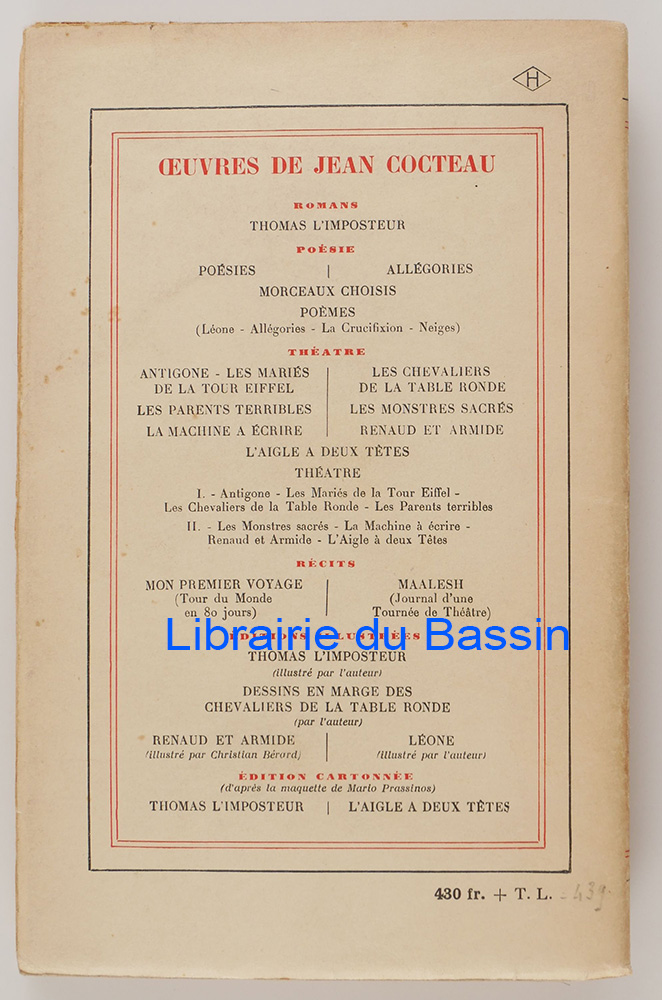 H
ŒUVRES DE JEAN COCTEAU
ROMANS
THOMAS L'IMPOSTEUR
POÉSIE
POÉSIES | ALLÉGORIES
MORCEAUX CHOISIS
POÈMES
(Léone - Allégories - La Crucifixion - Neiges)
THÉATRE
ANTIGONE - LES MARIÉS
DE LA TOUR EIFFEL
LES CHEVALIERS
DE LA TABLE RONDE
LES PARENTS TERRIBLES
LES MONSTRES SACRÉS
LA MACHINE A ÉCRIRE
RENAUD ET ARMIDE
L'AIGLE A DEUX TÊTES
THÉATRE
I. - Antigone - Les Mariés de la Tour Eiffel -
Les Chevaliers de la Table Ronde - Les Parents terribles
II. - Les Monstres sacrés - La Machine à écrire -
Renaud et Armide - L'Aigle à deux Têtes
RÉCITS
MON PREMIER VOYAGE
(Tour du Monde
en 80 jours)
MAALESH
(Journal d'une
Tournée de Théâtre)
ÉDITIONS ILLUSTRÉES
Librairie du Bassin
THOMAS L'IMPOSTEUR
(illustré par l'auteur)
DESSINS EN MARGE DES
CHEVALIERS DE LA TABLE RONDE
(par l'auteur)
RENAUD ET ARMIDE
(illustré par Christian Bérard)
LÉONE
(illustré par l'auteur)
ÉDITION CARTONNÉE
(d'après la maquette de Mario Prassinos)
THOMAS L'IMPOSTEUR | L'AIGLE A DEUX TÊTES
430 fr. + T. L. - 439